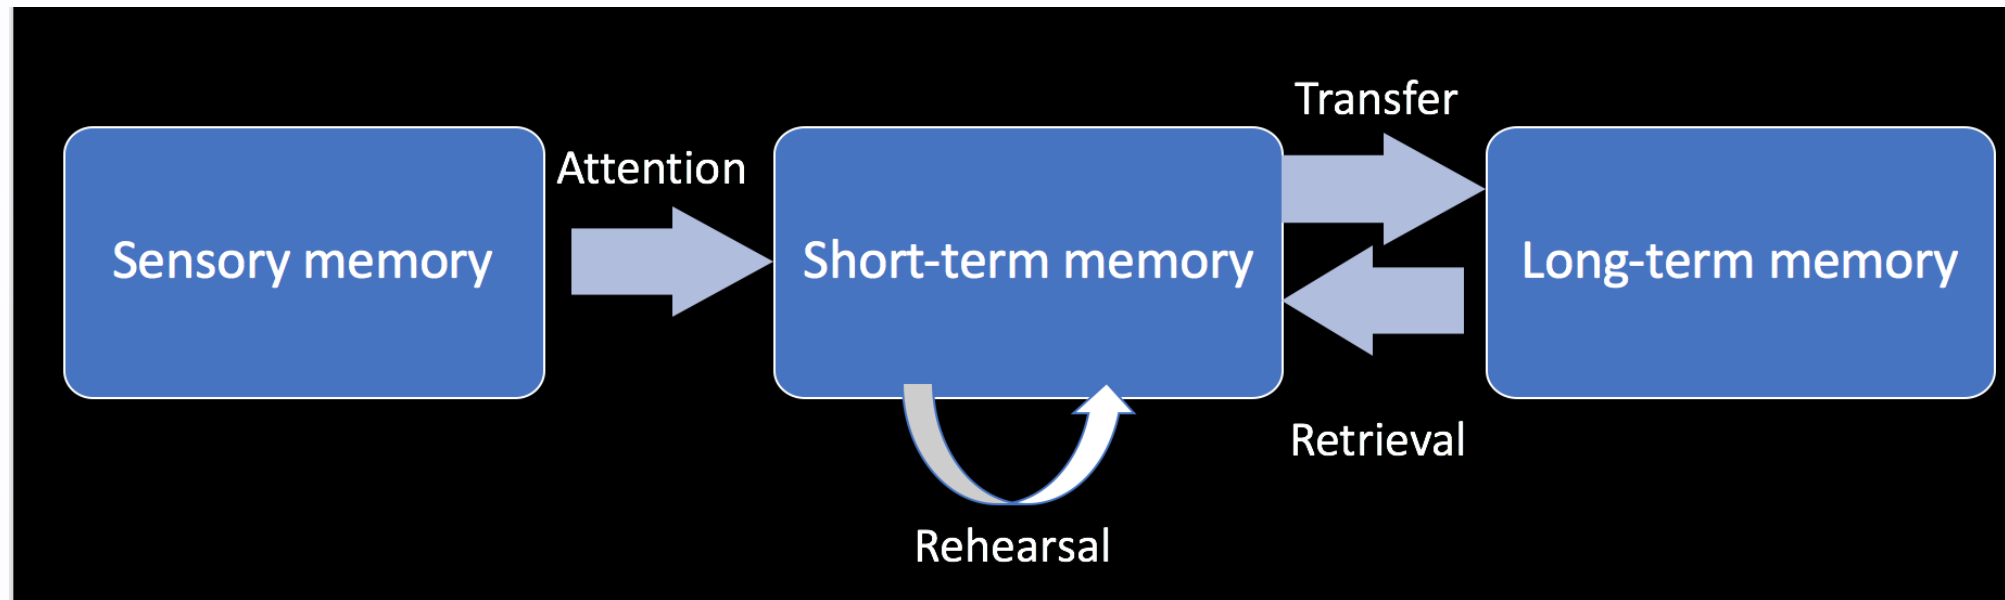 Sensory memory
Attention
Short-term memory
Transfer
Retrieval
Long-term memory
Rehearsal